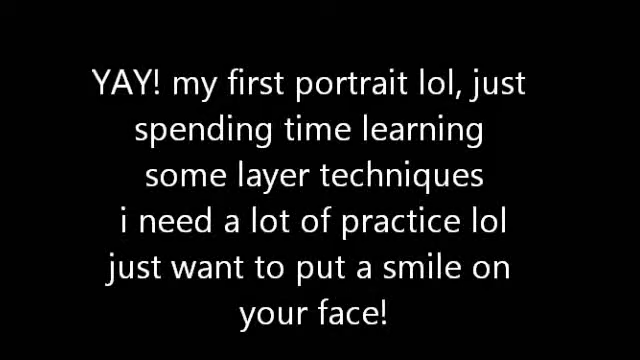 YAY! my first portrait lol, just
spending time learning
some layer techniques
i need a lot of practice lol
just want to put a smile on
your face!